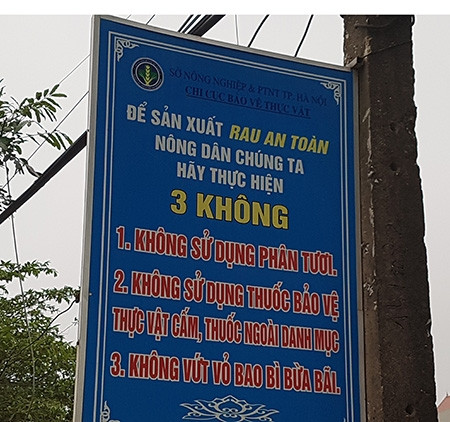 SỞ NÔNG NGHIỆP & PTNT TP. HÀ NỘI
CHI CỤC BẢO VỆ THỰC VẬT
ĐỂ SẢN XUẤT RAU AN TOÀN
NÔNG DÂN CHÚNG TA
HÃY THỰC HIỆN
3 KHÔNG
1. KHÔNG SỬ DỤNG PHÂN TƯƠI.
2. KHÔNG SỬ DỤNG THUỐC BẢO VỆ
THỰC VẬT CẤM, THUỐC NGOÀI DANH MỤC
3. KHÔNG VỨT VỎ BAO BÌ BỪA BÃI.